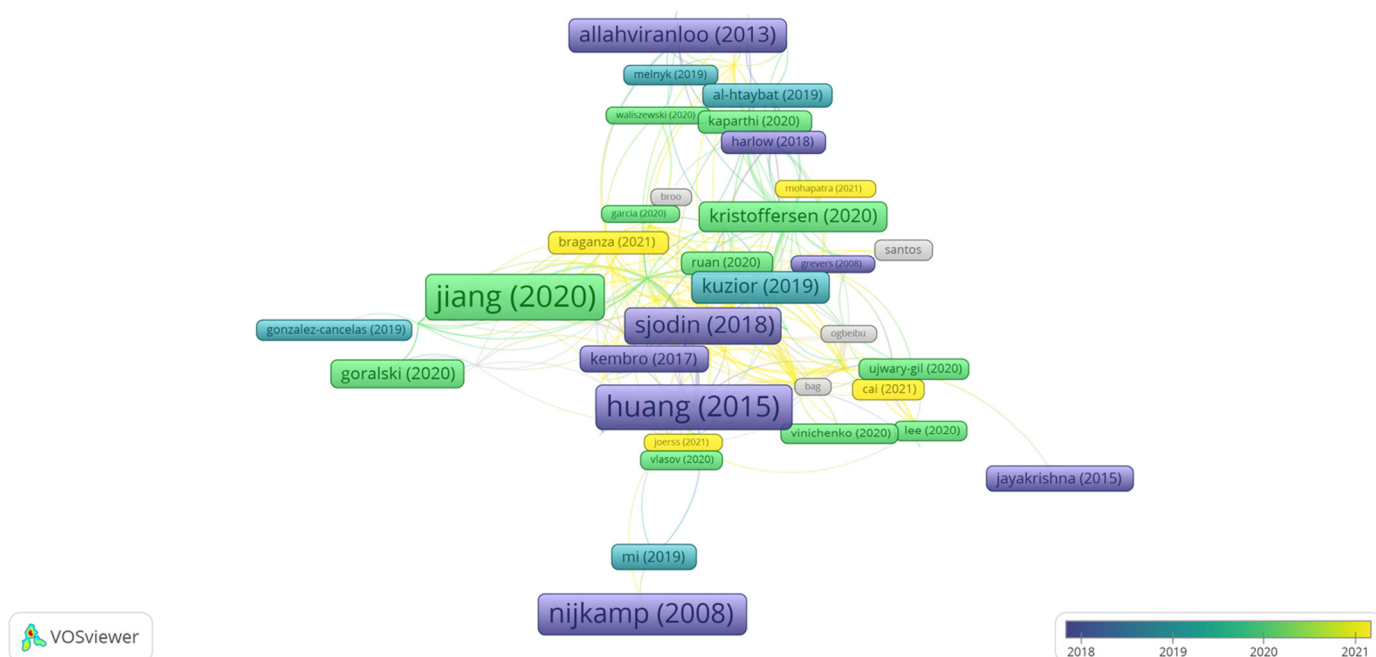 allahviranloo (2013)
melnyk (2019)
al-htaybat (2019)
waliszewski (2020)
kaparthi (2020)
harlow (2018)
mohapatra (2021)
broo
garcia (2020)
kristoffersen (2020)
braganza (2021)
santos
ruan (2020)
grevers (2008)
kuzior (2019)
jiang (2020)
sjodin (2018)
gonzalez-cancelas (2019)
ogbeibu
kembro (2017)
goralski (2020)
ujwary-gil (2020)
bag
cai (2021)
huang (2015)
vinichenko (2020)
lee (2020)
joerss (2021)
vlasov (2020)
jayakrishna (2015)
mi (2019)
nijkamp (2008)
VOSviewer
2018 2019 2020 2021